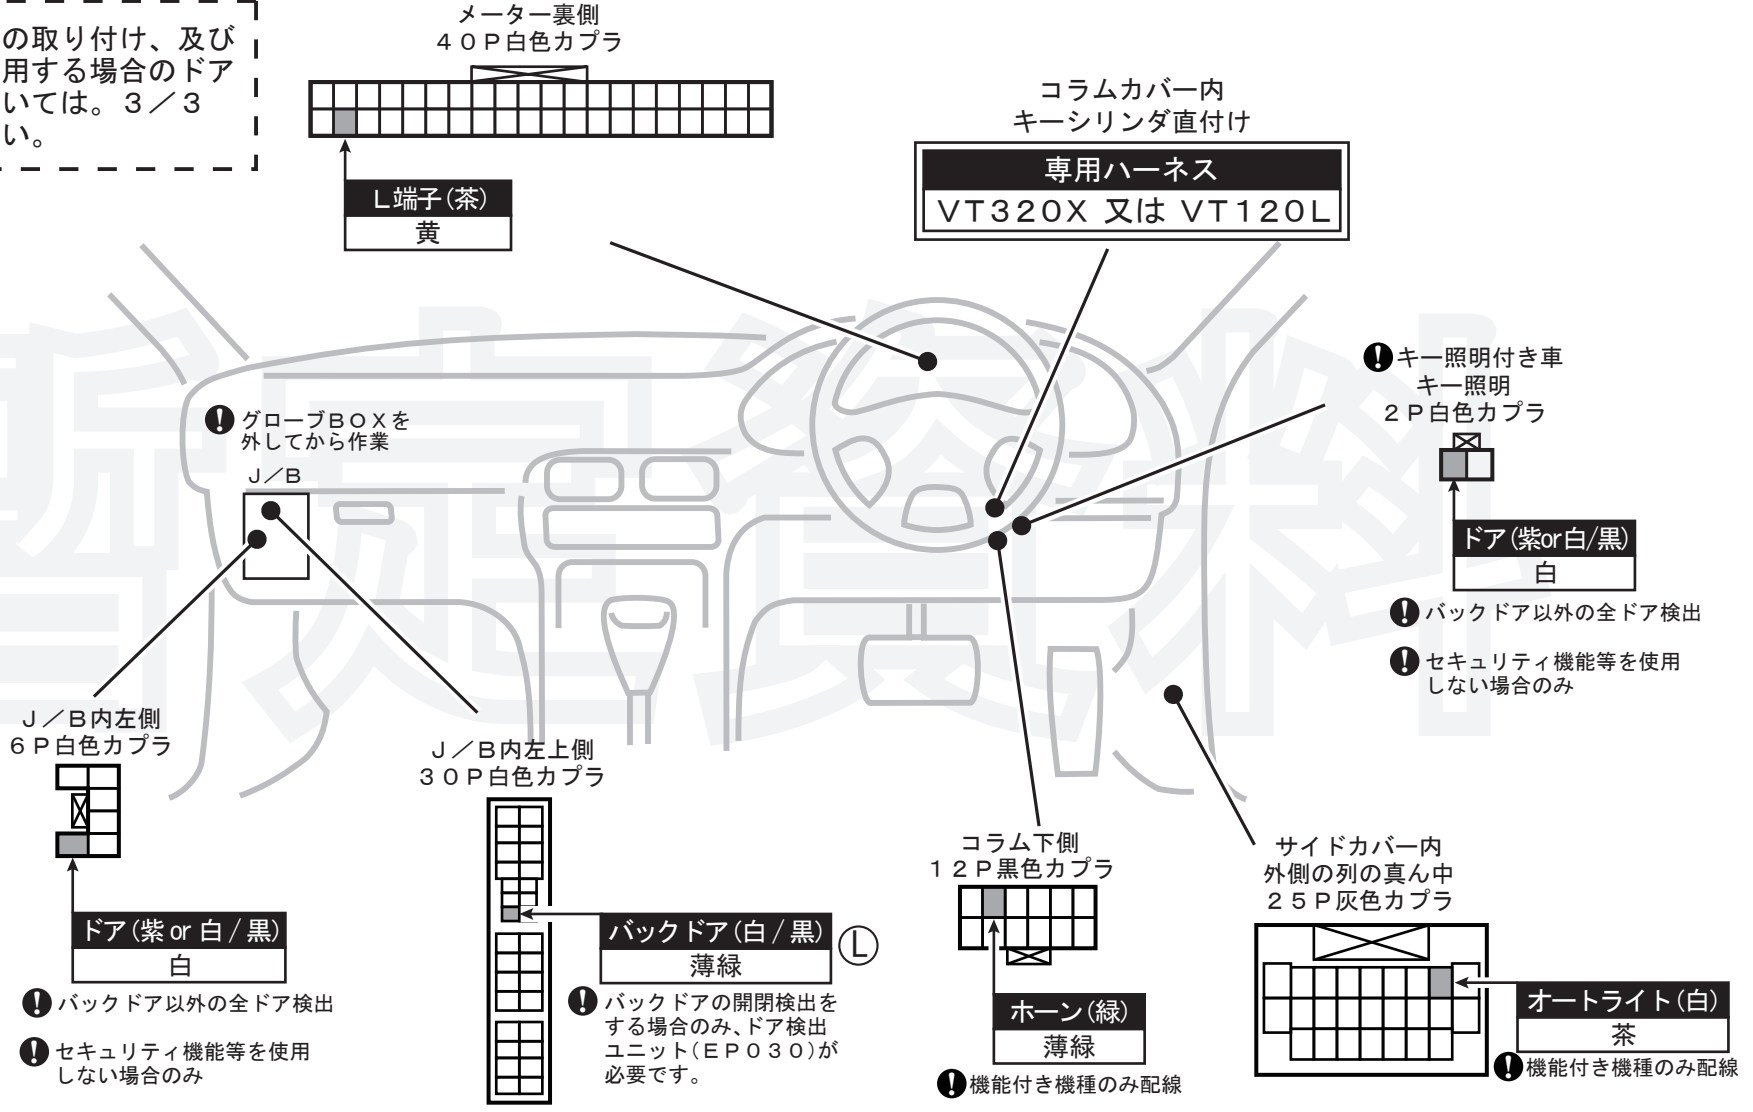 の取り付け、及び
用する場合のドア
いては。３／３
い。
メーター裏側
４０Ｐ白色カプラ
Ｌ端子(茶)
黄
コラムカバー内
キーシリンダ直付け
専用ハーネス
ＶＴ３２０Ｘ 又は ＶＴ１２０Ｌ
キー照明付き車
キー照明
２Ｐ白色カプラ
ドア(紫or白/黒)
白
バックドア以外の全ドア検出
セキュリティ機能等を使用
しない場合のみ
グローブＢＯＸを
外してから作業
Ｊ／Ｂ
Ｊ／Ｂ内左側
６Ｐ白色カプラ
ドア(紫 or 白 / 黒)
白
バックドア以外の全ドア検出
セキュリティ機能等を使用
しない場合のみ
Ｊ／Ｂ内左上側
３０Ｐ白色カプラ
バックドア(白 / 黒)
薄緑
Ⓛ
バックドアの開閉検出を
する場合のみ、ドア検出
ユニット(ＥＰ０３０)が
必要です。
コラム下側
１２Ｐ黒色カプラ
ホーン(緑)
薄緑
機能付き機種のみ配線
サイドカバー内
外側の列の真ん中
２５Ｐ灰色カプラ
オートライト(白)
茶
機能付き機種のみ配線
暫定資料